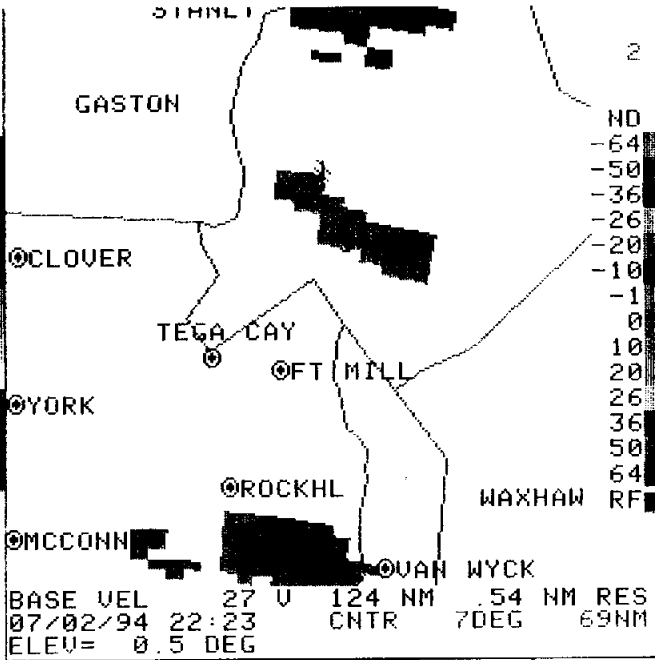 STANLY
2
GASTON
ND
-64
-50
-36
-26
-20
-10
-1
0
10
20
26
36
50
64
RF
CLOVER
TEGA CAY
FT MILL
YORK
ROCKHL
WAXHAW
MCCONN
VAN WYCK
BASE VEL 27 V 124 NM .54 NM RES
07/02/94 22:23 CNTR 7DEG 69NM
ELEV= 0.5 DEG